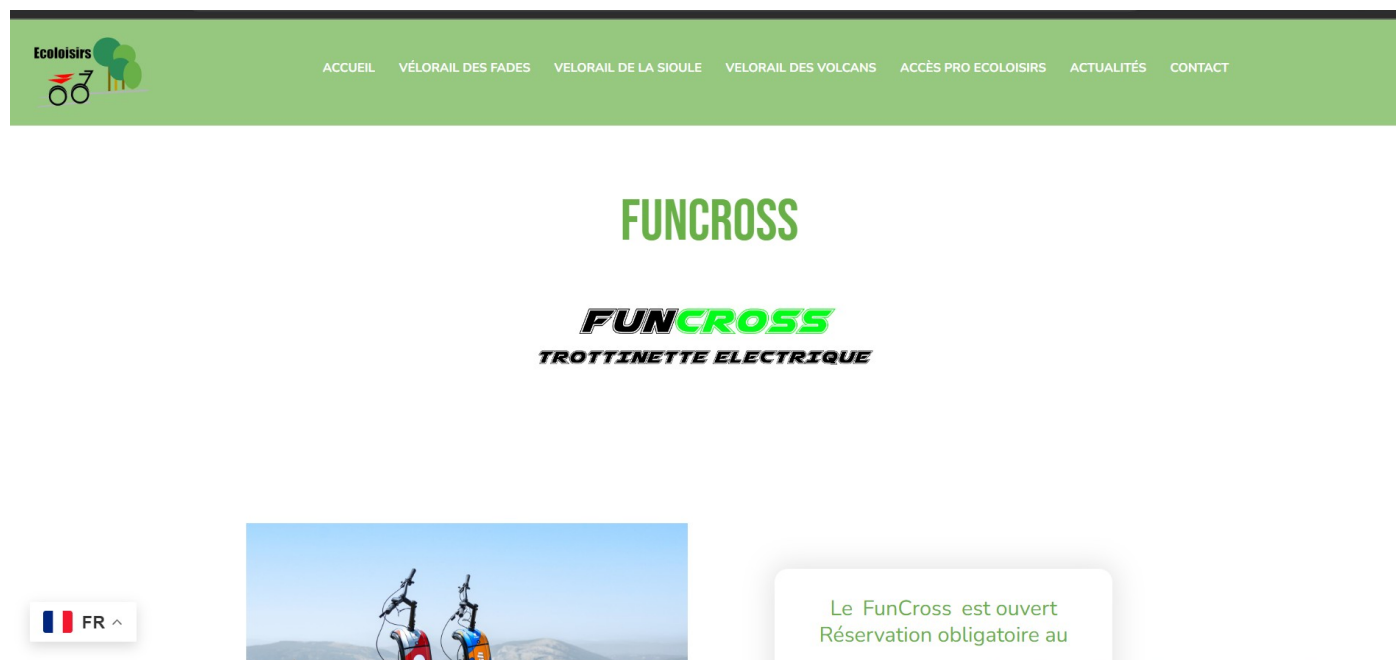 Ecoloisirs
ACCUEIL VÉLORAIL DES FADES VELORAIL DE LA SIOULE VELORAIL DES VOLCANS ACCÈS PRO ECOLOISIRS ACTUALITÉS CONTACT
FUNCROSS
FUNCROSS
TROTTINETTE ELECTRIQUE
Le FunCross est ouvert
Réservation obligatoire au
FR